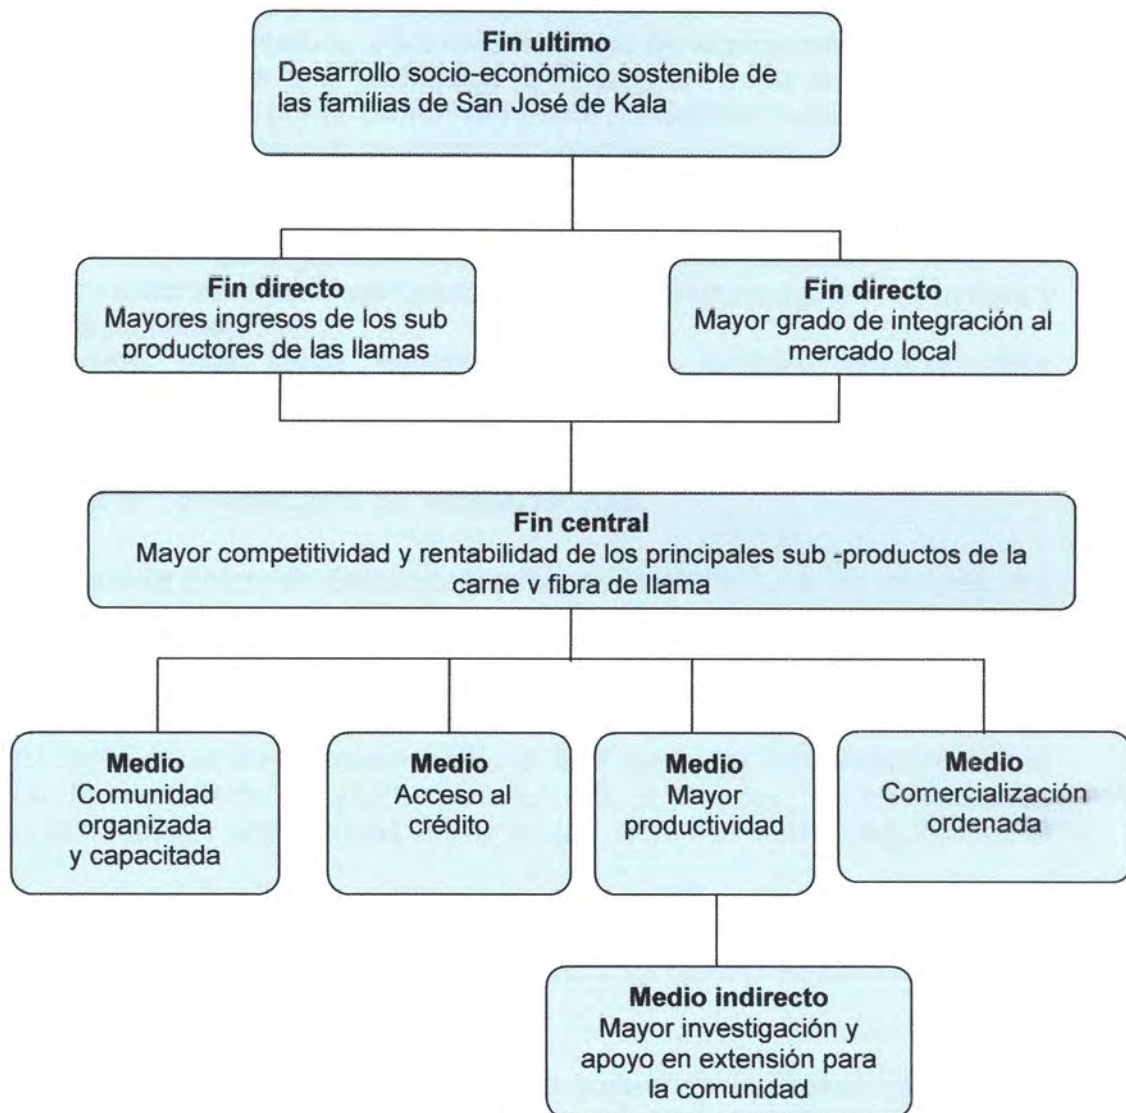 Fin ultimo
Desarrollo socio-económico sostenible de
las familias de San José de Kala
Fin directo
Mayores ingresos de los sub
productores de las llamas
Fin directo
Mayor grado de integración al
mercado local
Fin central
Mayor competitividad y rentabilidad de los principales sub -productos de la
carne y fibra de llama
Medio
Comunidad
organizada
y capacitada
Medio
Acceso al
crédito
Medio
Mayor
productividad
Medio
Comercialización
ordenada
Medio indirecto
Mayor investigación y
apoyo en extensión para
la comunidad